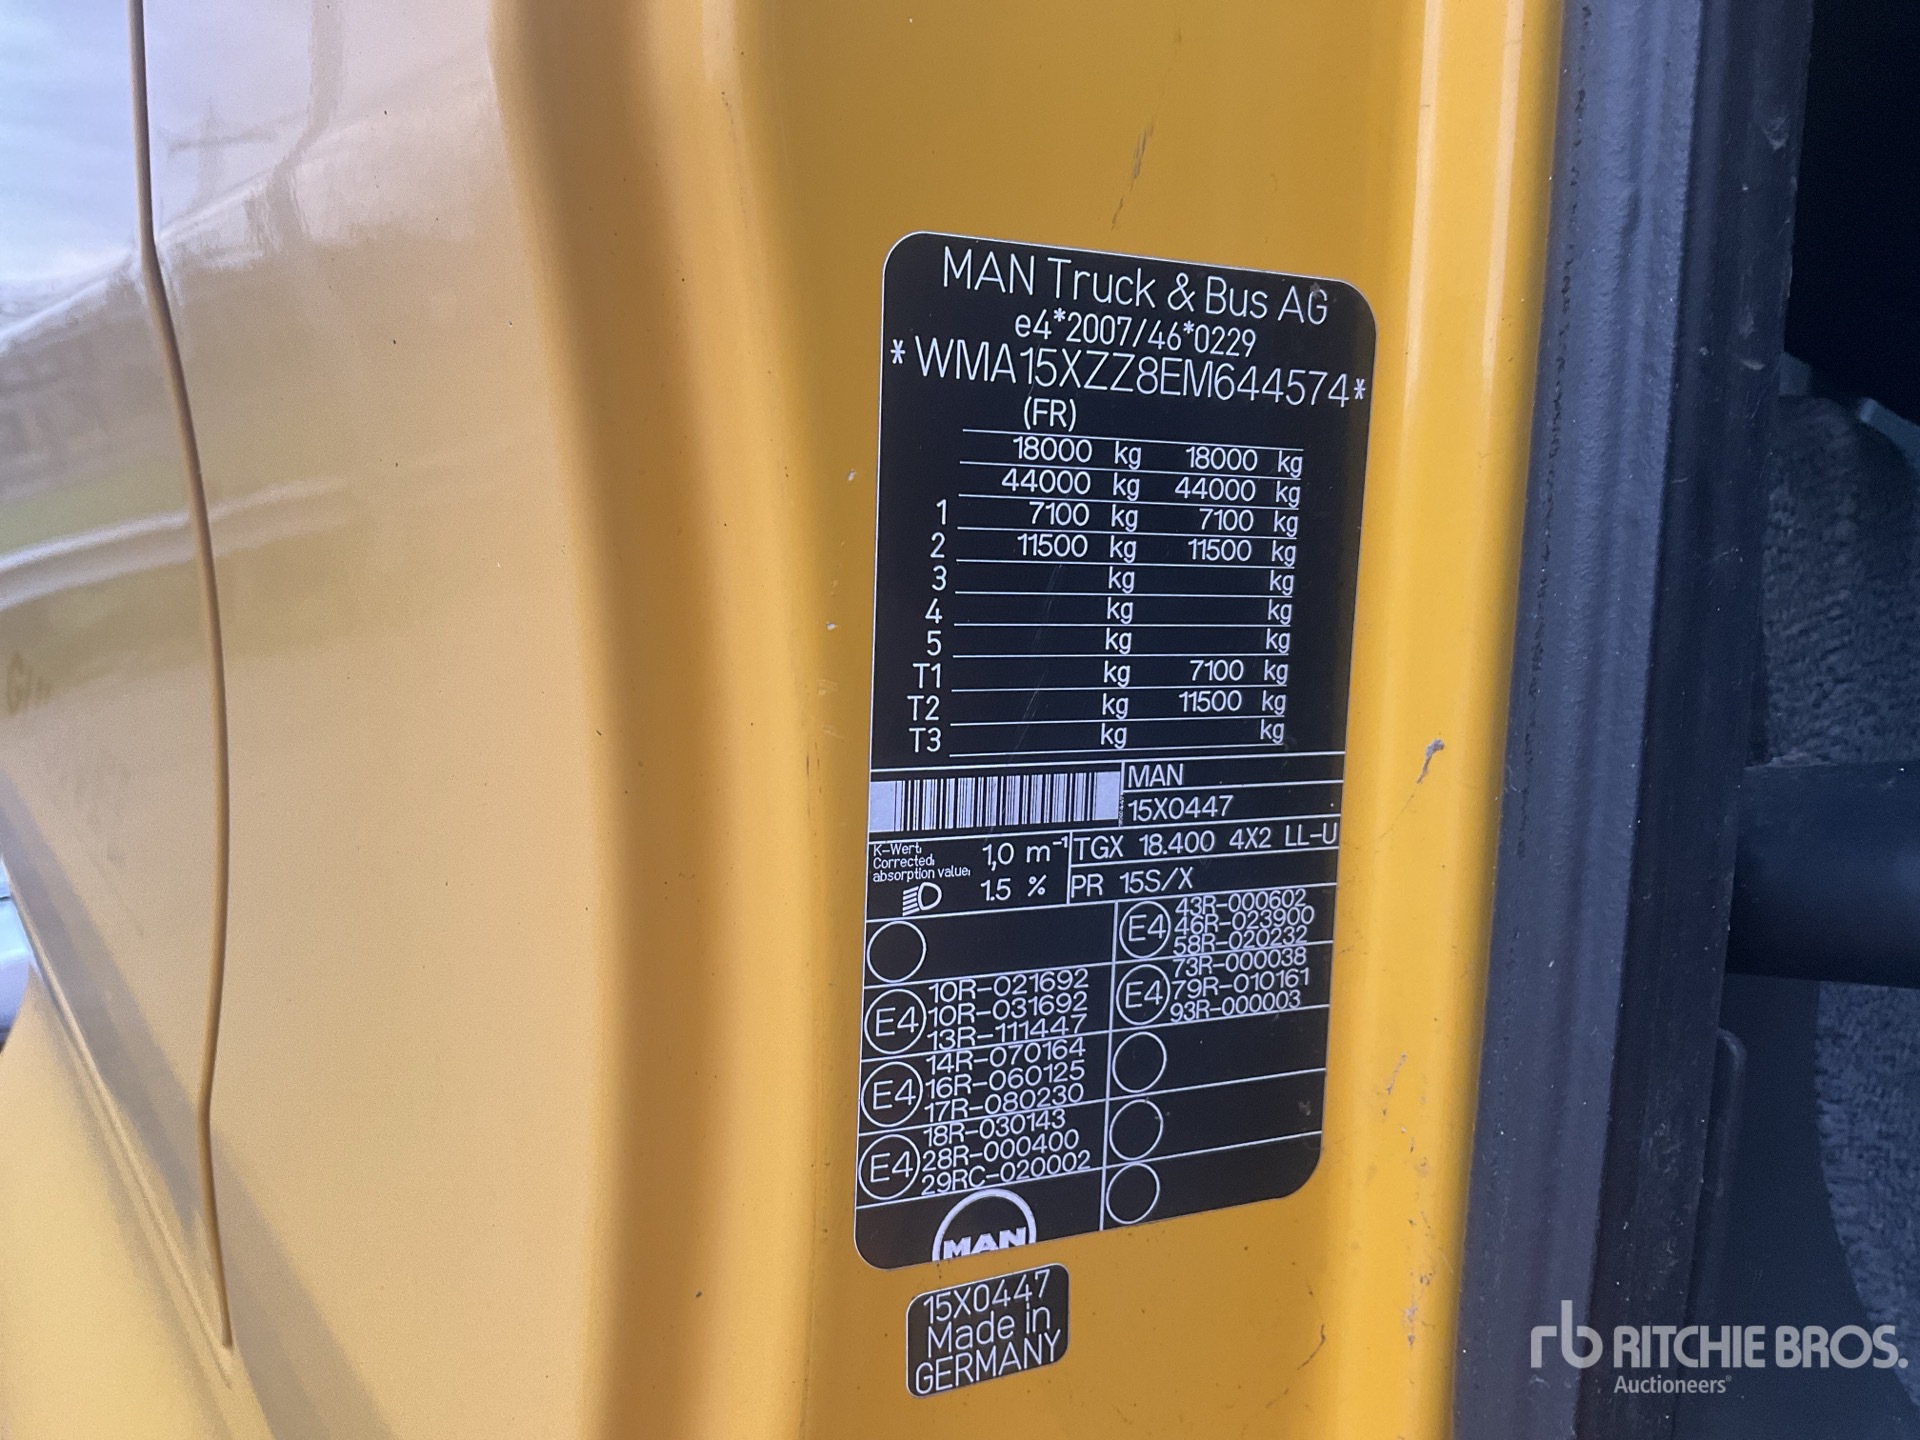 MAN Truck & Bus AG
e4*2007/46*0229
*WMA15XZZ8EM644574*
(FR)
18000 kg 18000 kg
44000 kg 44000 kg
1 7100 kg 7100 kg
2 11500 kg 11500 kg
3 kg kg
4 kg kg
5 kg kg
T1 kg 7100 kg
T2 kg 11500 kg
T3 kg kg
MAN
15X0447
K-Wert,
Corrected,
absorption value:
1,0 m-1
1.5 %
TGX 18.400 4X2 LL-U
PR 15S/X
E4
10R-021692
10R-031692
13R-111447
E4
14R-070164
16R-060125
17R-080230
E4
18R-030143
28R-000400
29RC-020002
E4
43R-000602
46R-023900
58R-020232
E4
73R-000038
79R-010161
93R-000003
MAN
15X0447
Made in
GERMANY
rb RITCHIE BROS.
Auctioneers®